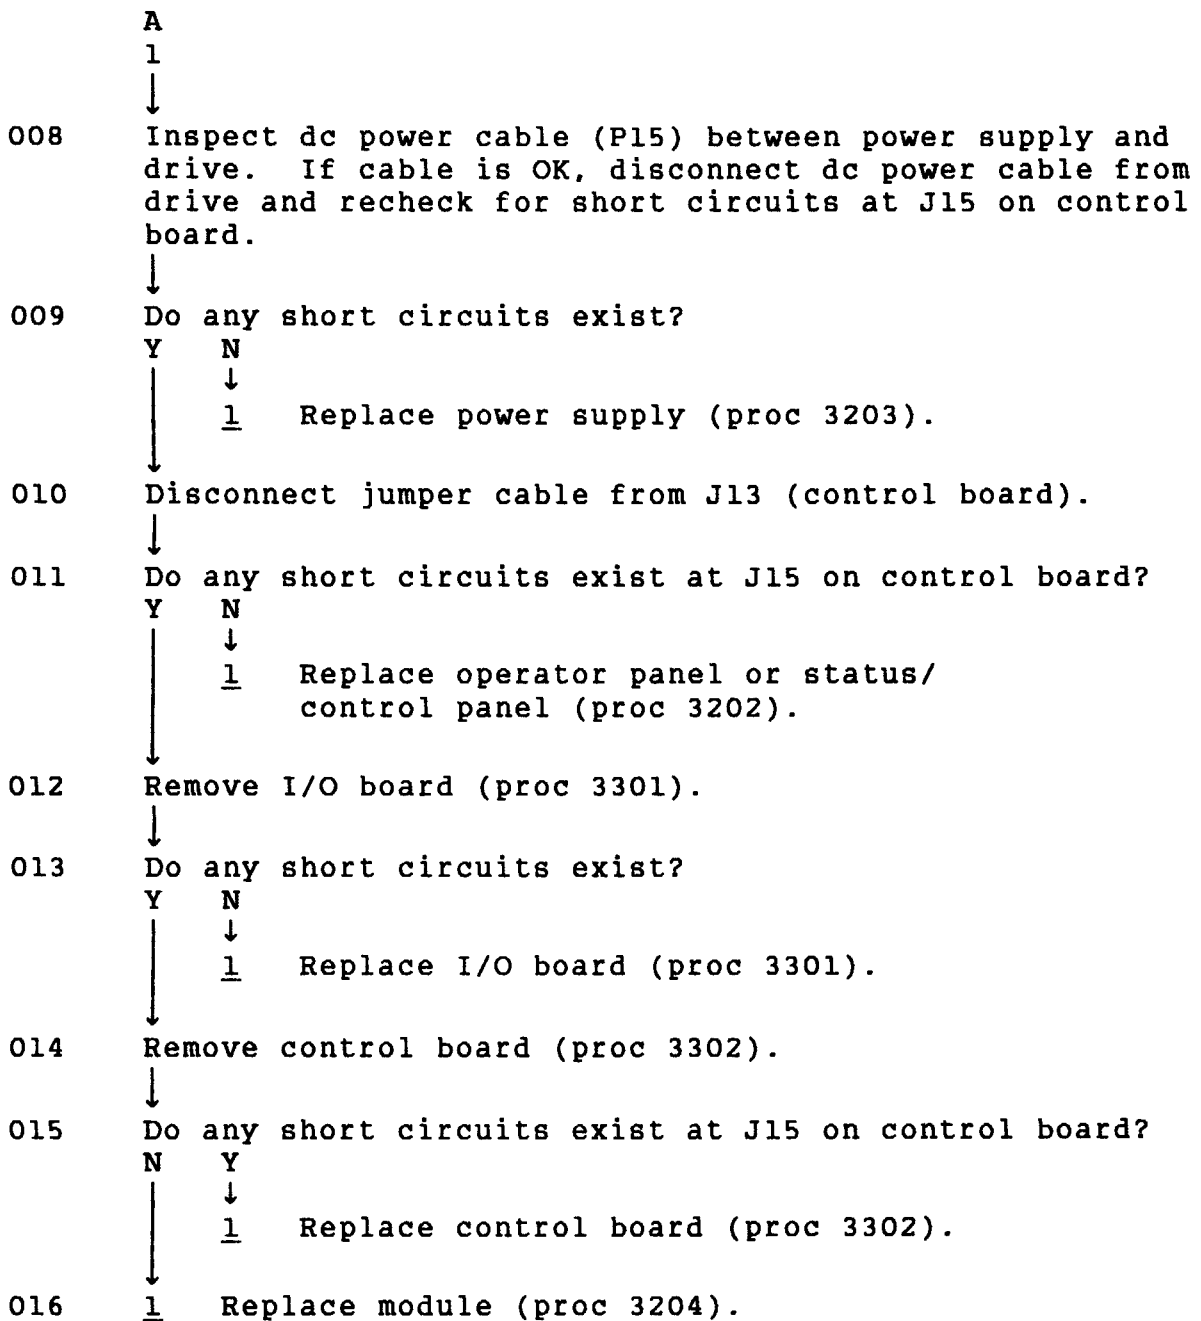 A
1
008 Inspect dc power cable (P15) between power supply and
drive. If cable is OK, disconnect dc power cable from
drive and recheck for short circuits at J15 on control
board.
009 Do any short circuits exist?
Y N
1 Replace power supply (proc 3203).
010 Disconnect jumper cable from J13 (control board).
011 Do any short circuits exist at J15 on control board?
Y N
1 Replace operator panel or status/
control panel (proc 3202).
012 Remove I/O board (proc 3301).
013 Do any short circuits exist?
Y N
1 Replace I/O board (proc 3301).
014 Remove control board (proc 3302).
015 Do any short circuits exist at J15 on control board?
N Y
1 Replace control board (proc 3302).
016 1 Replace module (proc 3204).